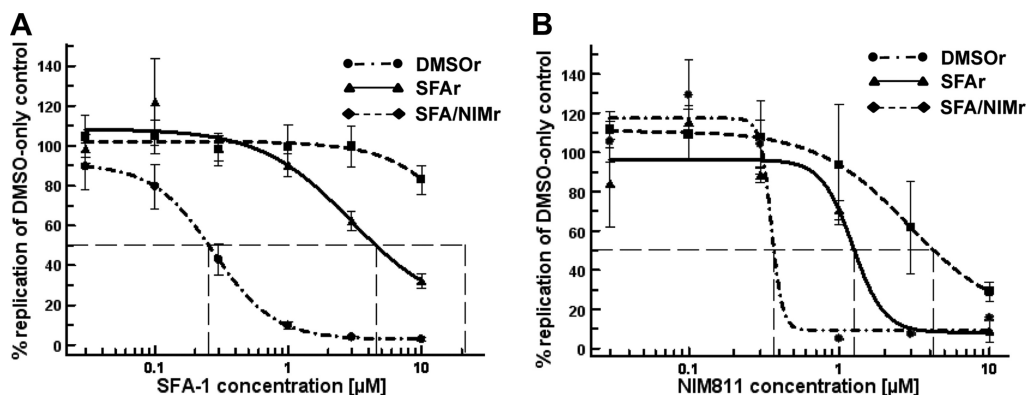 A
% replication of DMSO-only control
140
120
100
80
60
40
20
0
0.1
1
10
SFA-1 concentration [µM]
DMSOr
SFAr
SFA/NIMr
B
% replication of DMSO-only control
140
120
100
80
60
40
20
0
0.1
1
10
NIM811 concentration [µM]
DMSOr
SFAr
SFA/NIMr